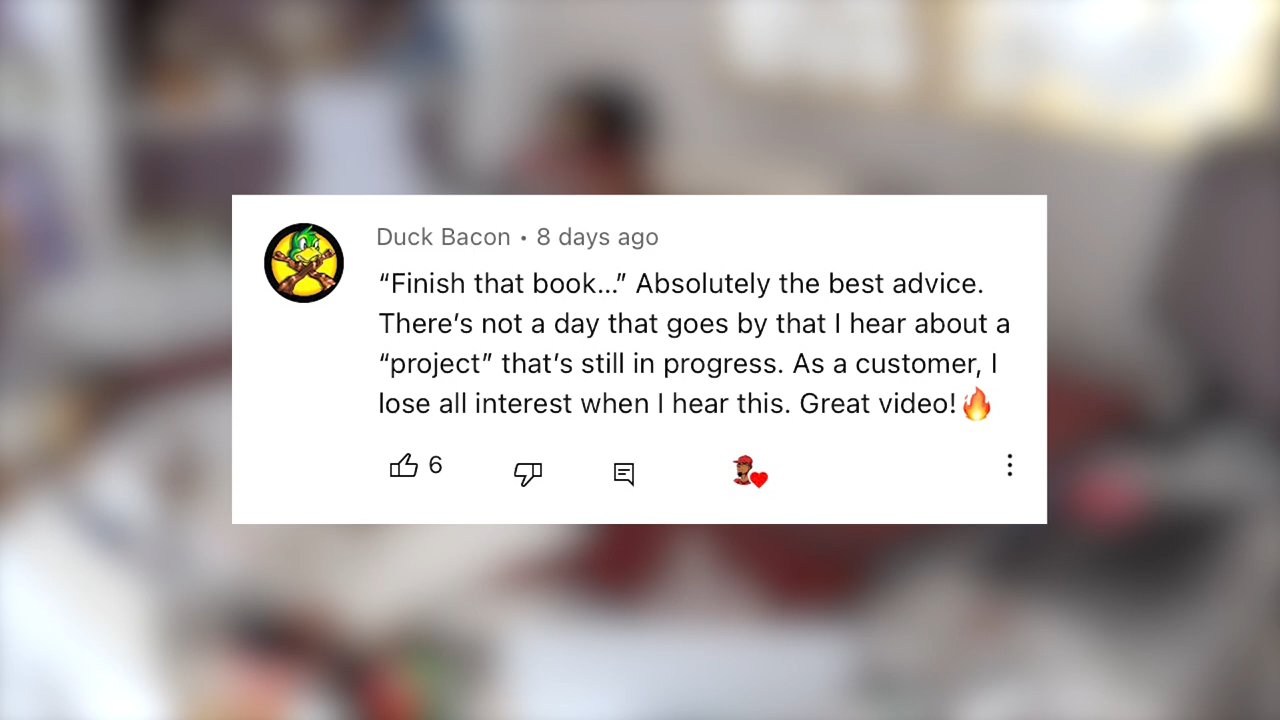 Duck Bacon • 8 days ago
“Finish that book...” Absolutely the best advice.
There’s not a day that goes by that I hear about a
“project” that’s still in progress. As a customer, I
lose all interest when I hear this. Great video!🔥
6